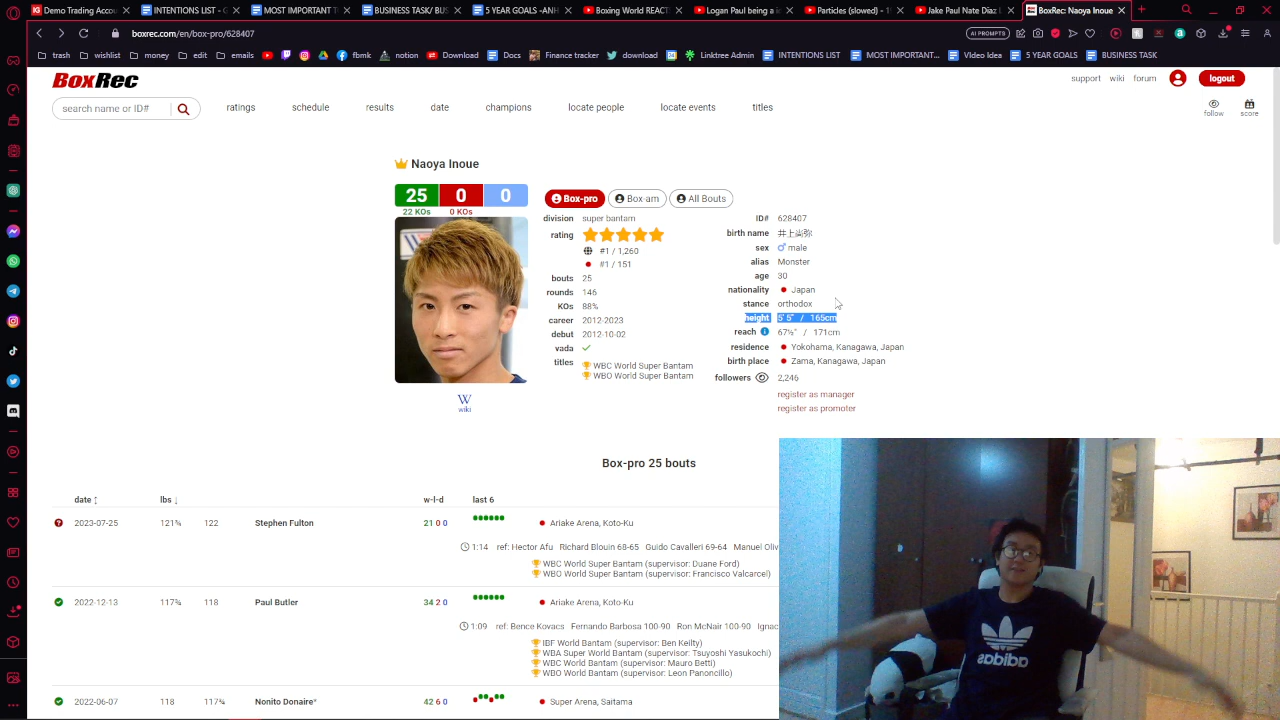 Demo Trading Accou
INTENTIONS LIST - G
MOST IMPORTANT T
BUSINESS TASK/ BUS
5 YEAR GOALS -ANH
Boxing World REACT
Logan Paul being a i
Particles (slowed) - 1
Jake Paul Nate Diaz L
BoxRec: Naoya Inoue
boxrec.com/en/box-pro/628407
AI PROMPTS
trash wishlist money edit emails fbmk notion Download Docs Finance tracker download Linktree Admin INTENTIONS LIST MOST IMPORTANT... VIdeo Idea 5 YEAR GOALS BUSINESS TASK
BoxRec
support wiki forum logout
search name or ID#
ratings schedule results date champions locate people locate events titles
follow score
Naoya Inoue
25 0 0
22 KOs 0 KOs
Box-pro Box-am All Bouts
division super bantam
rating
#1 / 1,260
#1 / 151
bouts 25
rounds 146
KOs 88%
career 2012-2023
debut 2012-10-02
vada
titles WBC World Super Bantam
WBO World Super Bantam
ID# 628407
birth name 井上尚弥
sex male
alias Monster
age 30
nationality Japan
stance orthodox
height 5′ 5″ / 165cm
reach 67½″ / 171cm
residence Yokohama, Kanagawa, Japan
birth place Zama, Kanagawa, Japan
followers 2,246
register as manager
register as promoter
W
wiki
Box-pro 25 bouts
date lbs w-l-d last 6
2023-07-25 121¾ 122 Stephen Fulton 21 0 0 Ariake Arena, Koto-Ku
1:14 ref: Hector Afu Richard Blouin 68-65 Guido Cavalleri 69-64 Manuel Oliv
WBC World Super Bantam (supervisor: Duane Ford)
WBO World Super Bantam (supervisor: Francisco Valcarcel)
2022-12-13 117¾ 118 Paul Butler 34 2 0 Ariake Arena, Koto-Ku
1:09 ref: Bence Kovacs Fernando Barbosa 100-90 Ron McNair 100-90 Ignac
IBF World Bantam (supervisor: Ben Keilty)
WBA Super World Bantam (supervisor: Tsuyoshi Yasukochi)
WBC World Bantam (supervisor: Mauro Betti)
WBO World Bantam (supervisor: Leon Panoncillo)
2022-06-07 118 117¾ Nonito Donaire* 42 6 0 Super Arena, Saitama
adidas